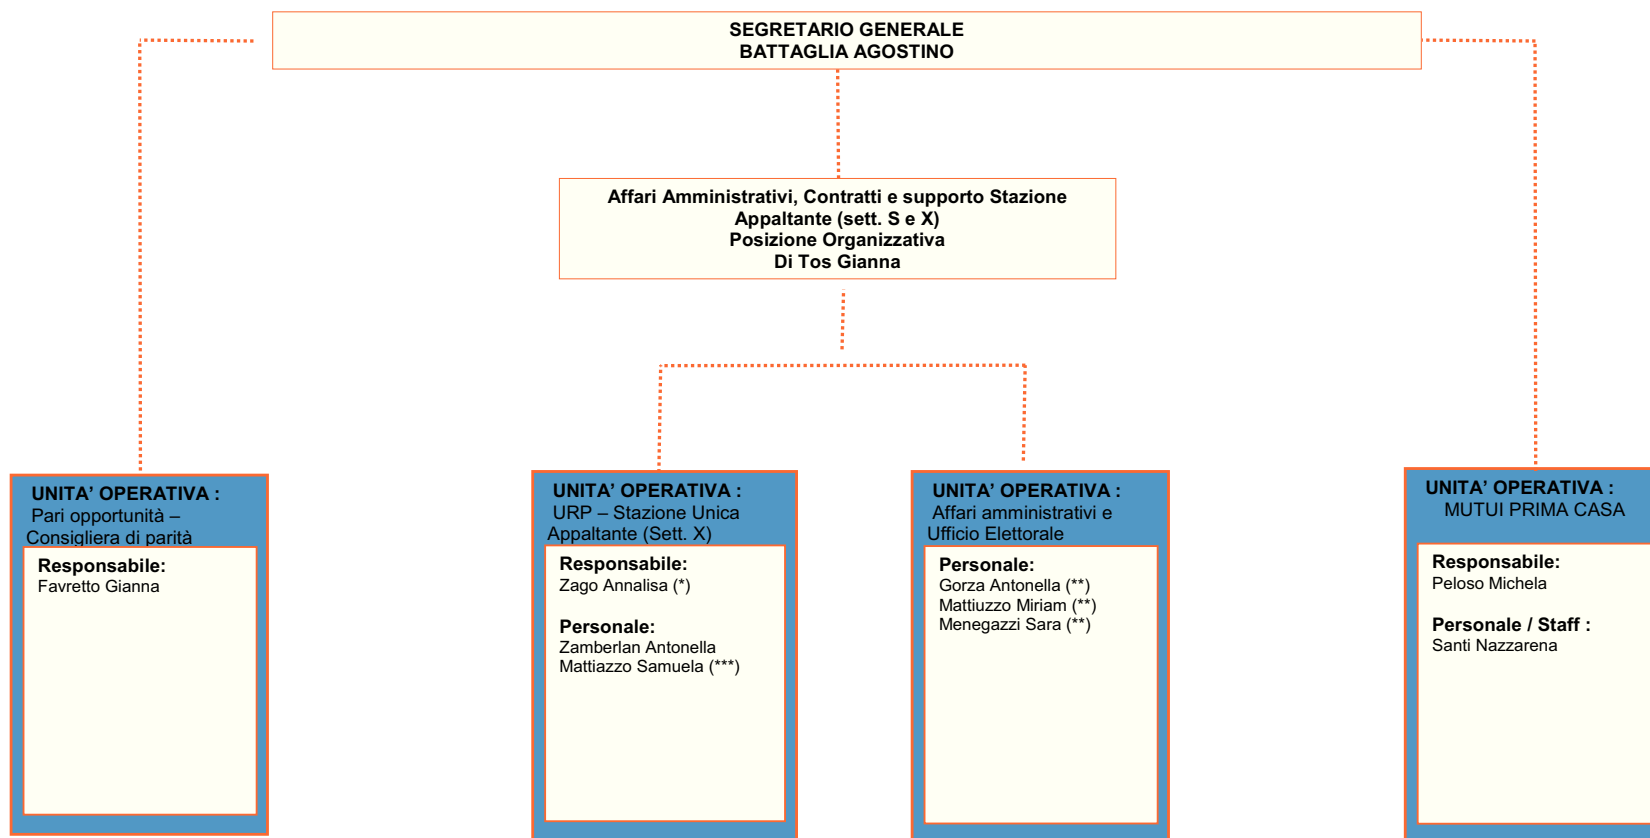 SEGRETARIO GENERALE
BATTAGLIA AGOSTINO
Affari Amministrativi, Contratti e supporto Stazione
Appaltante (sett. S e X)
Posizione Organizzativa
Di Tos Gianna
UNITA’ OPERATIVA :
Pari opportunità –
Consigliera di parità
Responsabile:
Favretto Gianna
UNITA’ OPERATIVA :
URP – Stazione Unica
Appaltante (Sett. X)
Responsabile:
Zago Annalisa (*)
Personale:
Zamberlan Antonella
Mattiazzo Samuela (***)
UNITA’ OPERATIVA :
Affari amministrativi e
Ufficio Elettorale
Personale:
Gorza Antonella (**)
Mattiuzzo Miriam (**)
Menegazzi Sara (**)
UNITA’ OPERATIVA :
MUTUI PRIMA CASA
Responsabile:
Peloso Michela
Personale / Staff :
Santi Nazzarena